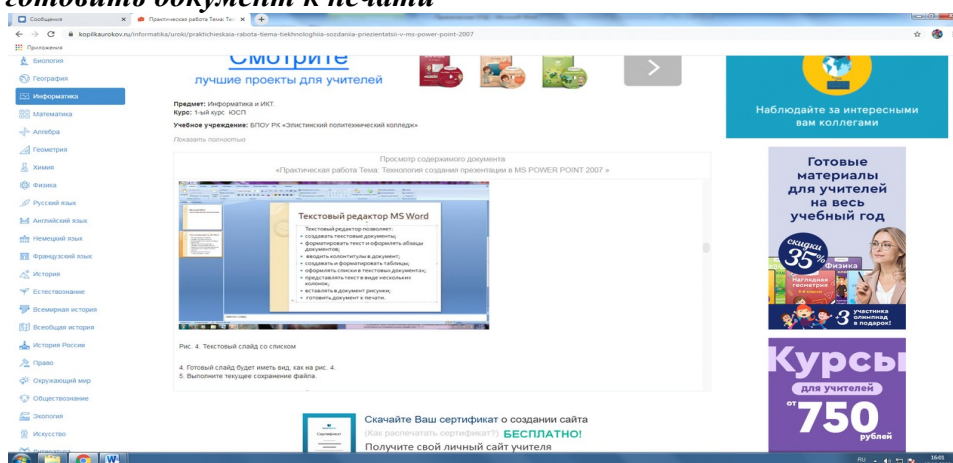 готовить документ к печати
Сообщения
Практическая работа Тема: Те
kopilkaurokov.ru/informatika/uroki/praktichieskaia-rabota-tiema-tiekhnologhiia-sozdaniia-priezientatsii-v-ms-power-point-2007
Приложения
Биология
География
Информатика
Математика
Алгебра
Геометрия
Химия
Физика
Русский язык
Английский язык
Немецкий язык
Французский язык
История
Естествознание
Всемирная история
Всеобщая история
История России
Право
Окружающий мир
Обществознание
Экология
Искусство
Литература
Смотрите
лучшие проекты для учителей
Предмет: Информатика и ИКТ.
Курс: 1-ый курс ЮСП
Учебное учреждение: БПОУ РК «Элистинский политехнический колледж»
Показать полностью
Просмотр содержимого документа
«Практическая работа Тема: Технология создания презентации в MS POWER POINT 2007 »
Текстовый редактор MS Word
Текстовый редактор позволяет:
создавать текстовые документы;
форматировать текст и оформлять абзацы
документов;
вводить колонтитулы в документ;
создавать и форматировать таблицы;
оформлять списки в текстовых документах;
представлять текст в виде нескольких
колонок;
вставлять в документ рисунки;
готовить документ к печати.
Рис. 4. Текстовый слайд со списком
4. Готовый слайд будет иметь вид, как на рис. 4.
5. Выполните текущее сохранение файла.
Скачайте Ваш сертификат о создании сайта
(Как распечатать сертификат?) БЕСПЛАТНО!
Получите свой личный сайт учителя
Сертификат
Наблюдайте за интересными
вам коллегами
Готовые
материалы
для учителей
на весь
учебный год
скидки
35%
Физика
Наглядная
геометрия
+3 участника
олимпиад
в подарок!
Курсы
для учителей
от 750
рублей
RU
16:01